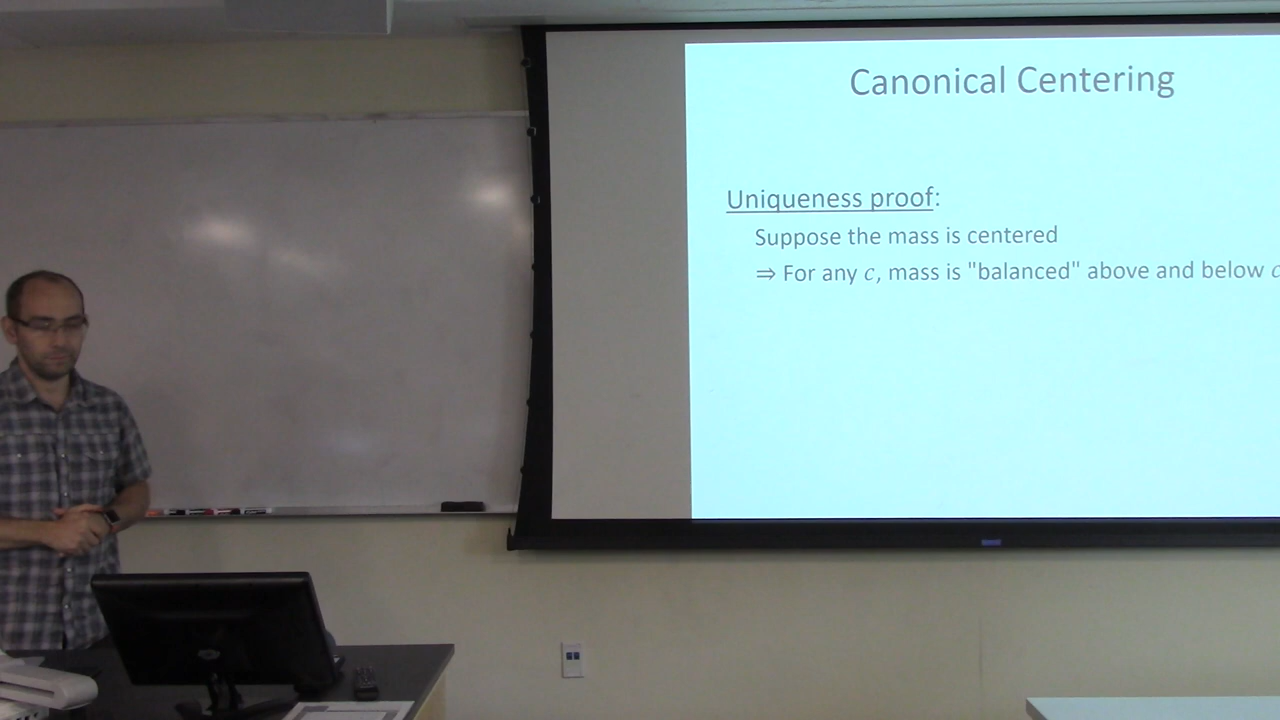 Canonical Centering
Uniqueness proof:
Suppose the mass is centered
⇒ For any c, mass is "balanced" above and below c